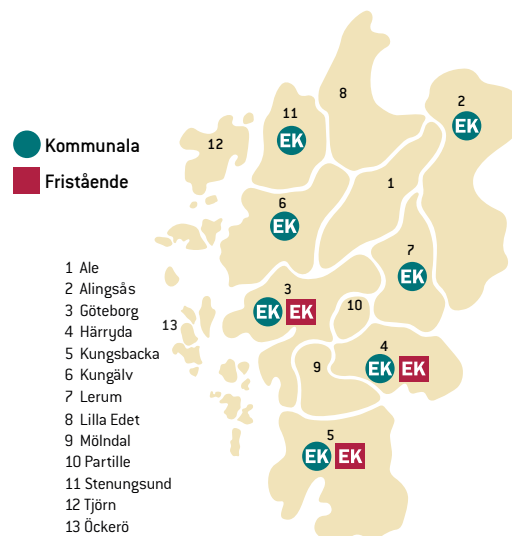 8
2
11
EK
EK
12
Kommunala
Fristående
1
6
EK
7
EK
1 Ale
2 Alingsås
3 Göteborg
4 Härryda
5 Kungsbacka
6 Kungälv
7 Lerum
8 Lilla Edet
9 Mölndal
10 Partille
11 Stenungsund
12 Tjörn
13 Öckerö
3
EK EK
10
13
4
9
EK EK
5
EK EK